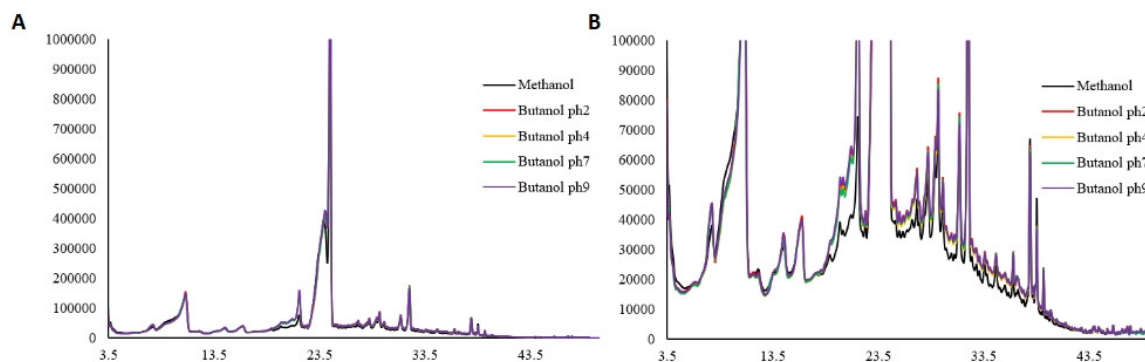 A
1000000
900000
800000
700000
600000
500000
400000
300000
200000
100000
0
3.5 13.5 23.5 33.5 43.5
Methanol
Butanol ph2
Butanol ph4
Butanol ph7
Butanol ph9
B
100000
90000
80000
70000
60000
50000
40000
30000
20000
10000
0
3.5 13.5 23.5 33.5 43.5
Methanol
Butanol ph2
Butanol ph4
Butanol ph7
Butanol ph9